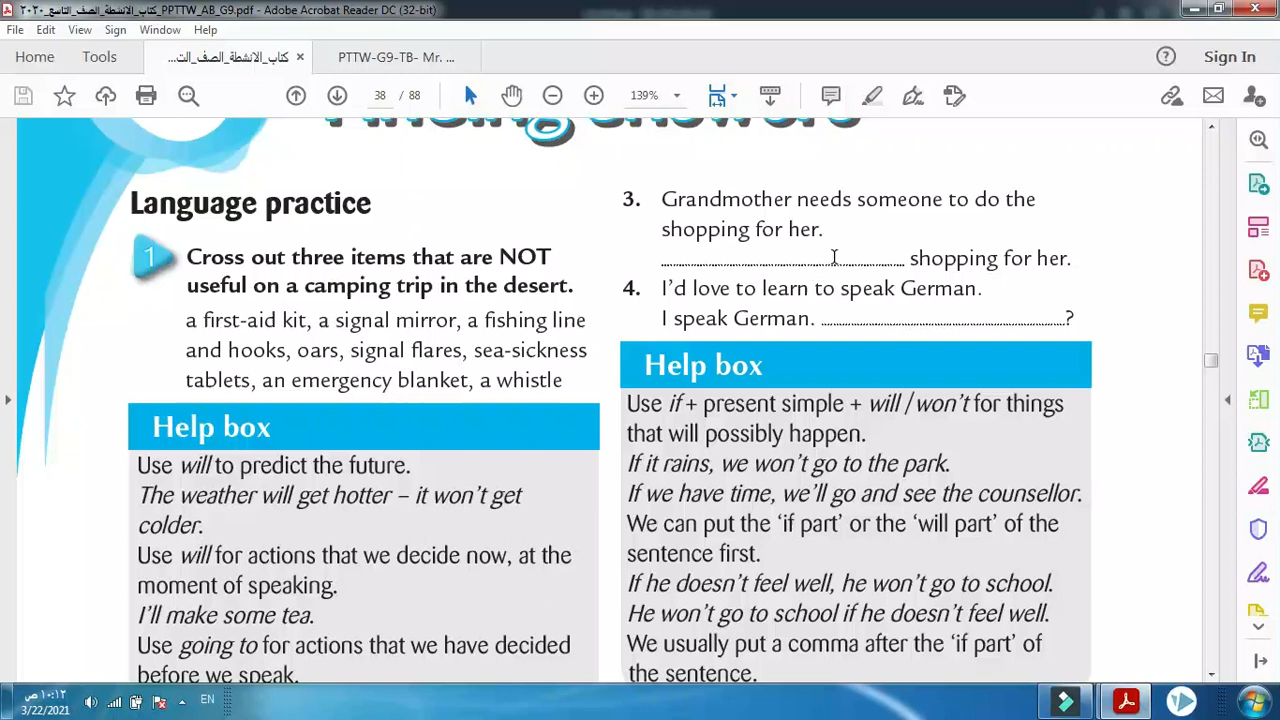 كتاب_الانشطة_الصف_التاسع_PPTTW_AB_G9.pdf - Adobe Acrobat Reader DC (32-bit)
File Edit View Sign Window Help
Home Tools كتاب_الانشطة_الصف_الت... × PTTW-G9-TB- Mr. ... Sign In
38 / 88 139%
Finding answers
Language practice
1 Cross out three items that are NOT
useful on a camping trip in the desert.
a first-aid kit, a signal mirror, a fishing line
and hooks, oars, signal flares, sea-sickness
tablets, an emergency blanket, a whistle
Help box
Use will to predict the future.
The weather will get hotter – it won't get
colder.
Use will for actions that we decide now, at the
moment of speaking.
I'll make some tea.
Use going to for actions that we have decided
before we speak.
3. Grandmother needs someone to do the
shopping for her.
........................ shopping for her.
4. I'd love to learn to speak German.
I speak German. ........................?
Help box
Use if + present simple + will / won't for things
that will possibly happen.
If it rains, we won't go to the park.
If we have time, we'll go and see the counsellor.
We can put the 'if part' or the 'will part' of the
sentence first.
If he doesn't feel well, he won't go to school.
He won't go to school if he doesn't feel well.
We usually put a comma after the 'if part' of
the sentence.
١٠:١٢ ص
3/22/2021
EN